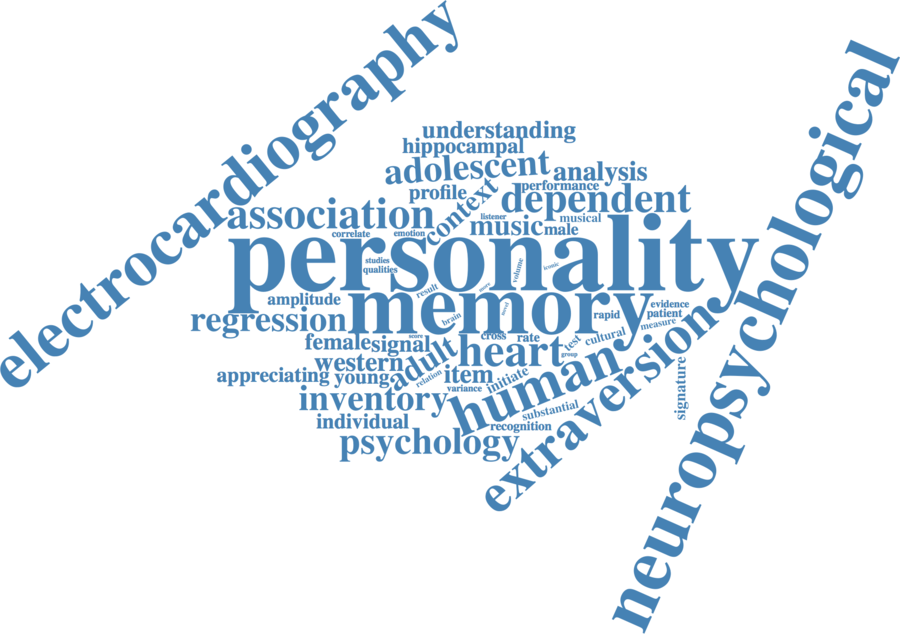 electrocardiography
neuropsychological
understanding
hippocampal
adolescent
analysis
profile
context
performance
dependent
association
listener
musical
music
male
correlate
emotion
personality
studies
qualities
volume
iconic
amplitude
result
memory
brain
novel
rapid
evidence
patient
measure
regression
female
signal
score
cross
rate
test
cultural
group
western
adult
heart
human
extraversion
signature
appreciating
young
relation
item
variance
initiate
inventory
substantial
individual
recognition
psychology